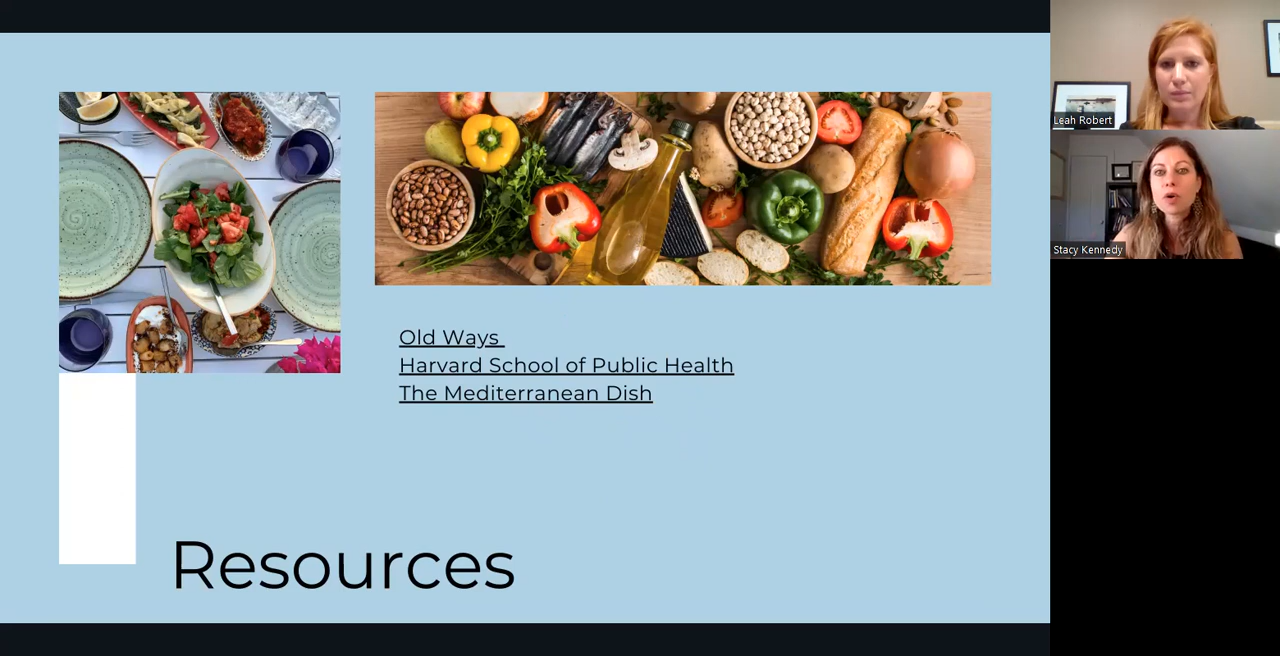 Old Ways
Harvard School of Public Health
The Mediterranean Dish
Resources
Leah Robert
Stacy Kennedy